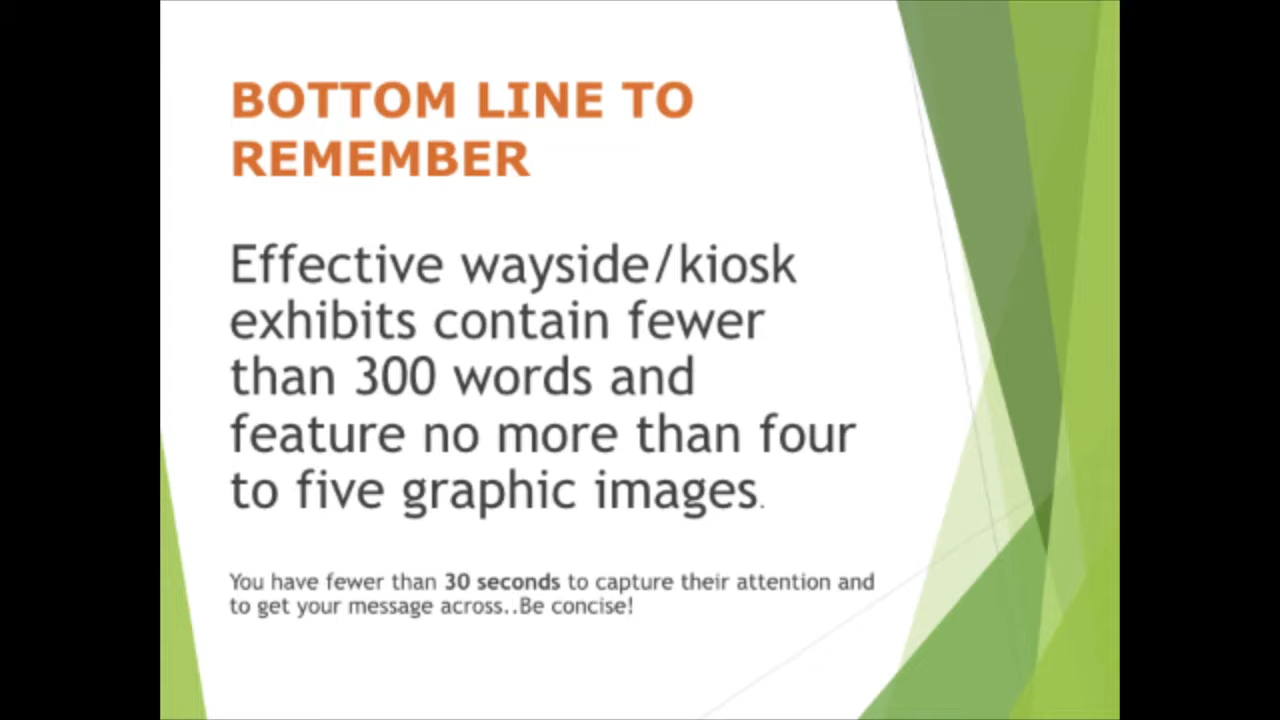 BOTTOM LINE TO
REMEMBER
Effective wayside/kiosk
exhibits contain fewer
than 300 words and
feature no more than four
to five graphic images.
You have fewer than 30 seconds to capture their attention and
to get your message across..Be concise!